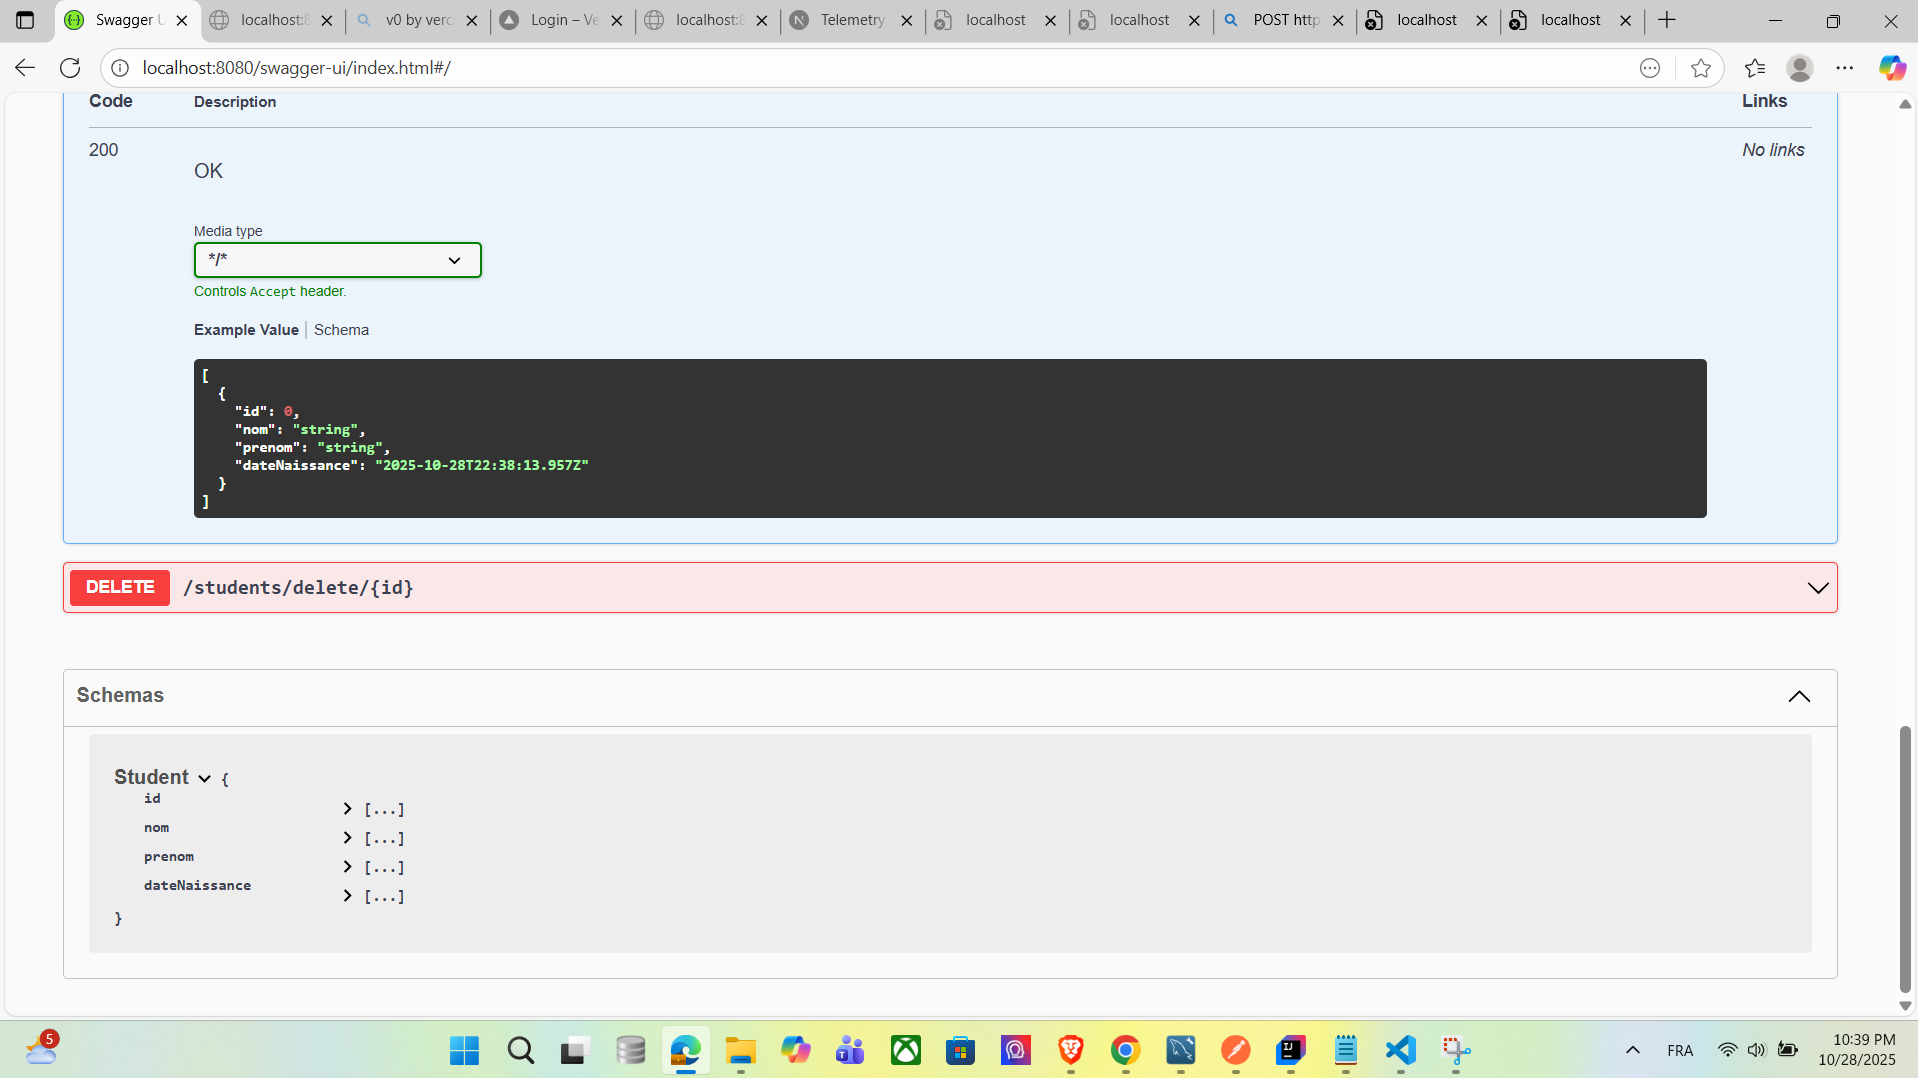 Swagger U
localhost:8
v0 by verc
Login – Ve
localhost:8
Telemetry
localhost
localhost
POST http
localhost
localhost
localhost:8080/swagger-ui/index.html#/
Code Description Links
200 OK No links
Media type
*/*
Controls Accept header.
Example Value Schema
[
{
"id": 0,
"nom": "string",
"prenom": "string",
"dateNaissance": "2025-10-28T22:38:13.957Z"
}
]
DELETE /students/delete/{id}
Schemas
Student {
id [...]
nom [...]
prenom [...]
dateNaissance [...]
}
5
FRA
10:39 PM
10/28/2025